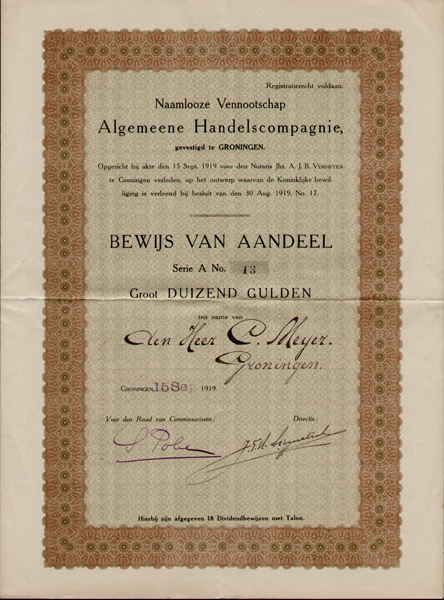 Registratierecht voldaan.
Naamlooze Vennootschap
Algemeene Handelscompagnie,
gevestigd te GRONINGEN.
Opgericht bij akte den 15 Sept. 1919 voor den Notaris Jhr. A. J. B. VERHEYEN
te Groningen verleden, op het ontwerp waarvan de Koninklijke bewil-
liging is verleend bij besluit van den 30 Aug. 1919, No. 17.
BEWIJS VAN AANDEEL
Serie A No. 13
Groot DUIZEND GULDEN
ten name van
den Heer C. Meyer.
Groningen.
GRONINGEN, 15 Sep 1919
Voor den Raad van Commissarissen: Directie:
Hierbij zijn afgegeven 18 Dividendbewijzen met Talon.